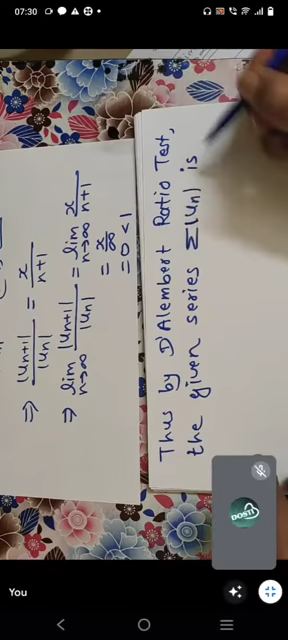 07:30
⇒ |Un+1| / |Un| = x / n+1
⇒ lim n→∞ |Un+1| / |Un| = lim n→∞ x / n+1
= x / ∞
= 0 < 1
Thus by D'Alembert Ratio Test,
the given series Σ|Un| is
DOSTI
You